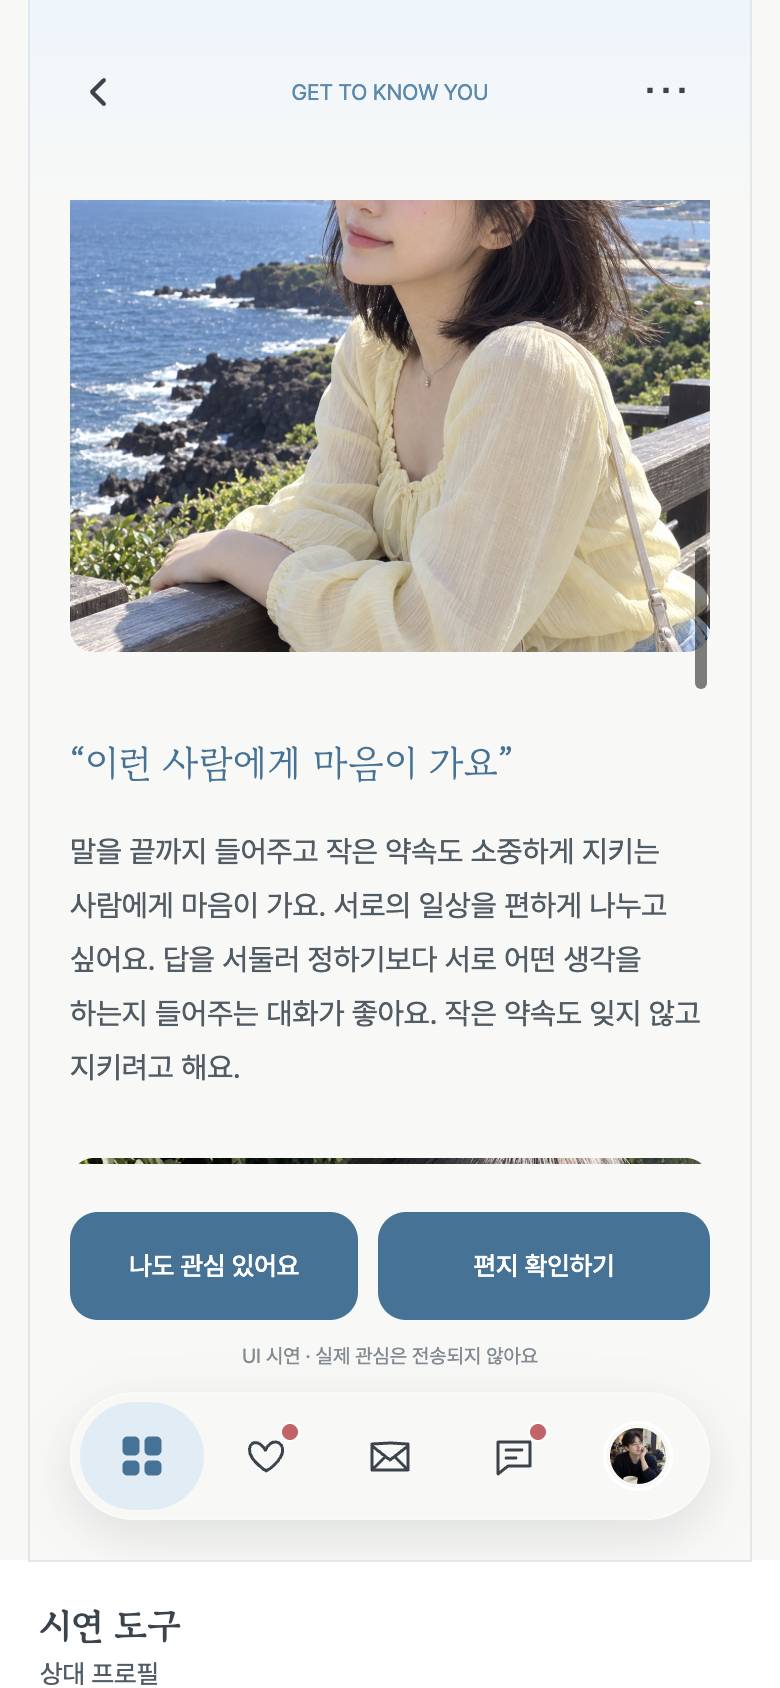 GET TO KNOW YOU
“이런 사람에게 마음이 가요”
말을 끝까지 들어주고 작은 약속도 소중하게 지키는
사람에게 마음이 가요. 서로의 일상을 편하게 나누고
싶어요. 답을 서둘러 정하기보다 서로 어떤 생각을
하는지 들어주는 대화가 좋아요. 작은 약속도 잊지 않고
지키려고 해요.
나도 관심 있어요
편지 확인하기
UI 시연 · 실제 관심은 전송되지 않아요
시연 도구
상대 프로필